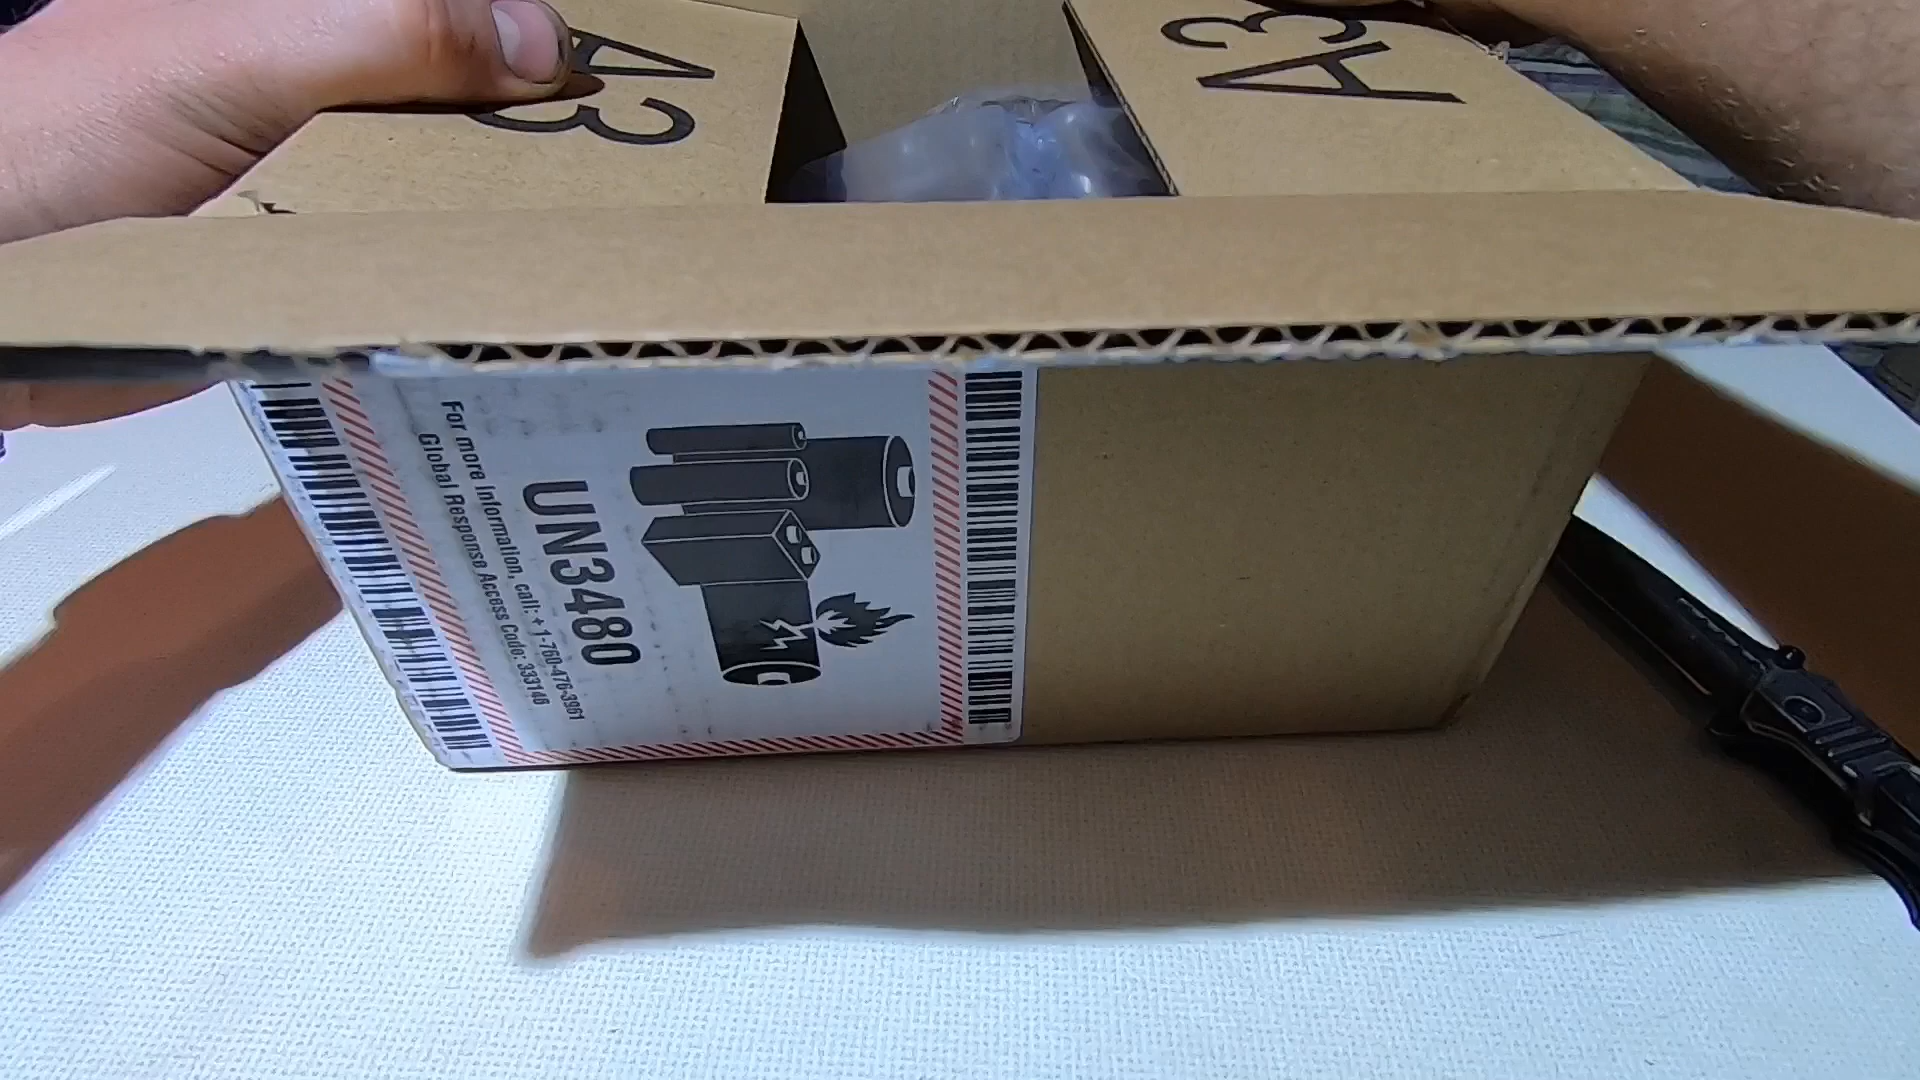 A3
A3
UN3480
For more information, call: + 1-760-476-3961
Global Response Access Code: 333146